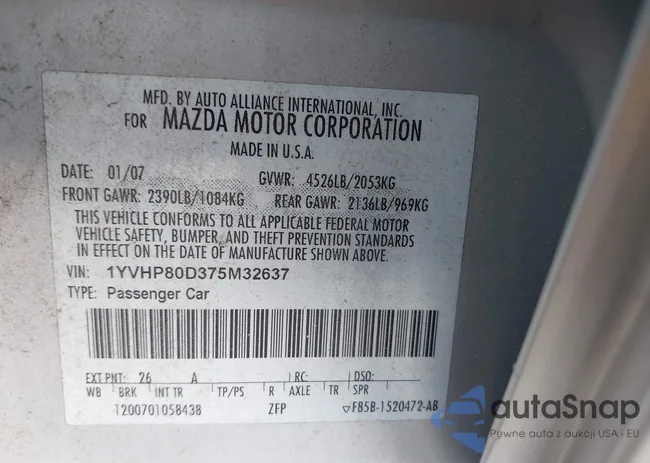 MFD. BY AUTO ALLIANCE INTERNATIONAL, INC.
FOR MAZDA MOTOR CORPORATION
MADE IN U.S.A.
DATE: 01/07 GVWR: 4526LB/2053KG
FRONT GAWR: 2390LB/1084KG REAR GAWR: 2136LB/969KG
THIS VEHICLE CONFORMS TO ALL APPLICABLE FEDERAL MOTOR
VEHICLE SAFETY, BUMPER, AND THEFT PREVENTION STANDARDS
IN EFFECT ON THE DATE OF MANUFACTURE SHOWN ABOVE.
VIN: 1YVHP80D375M32637
TYPE: Passenger Car
EXT PNT: 26 A RC: DSO:
WB BRK INT TR TP/PS R AXLE TR SPR
1200701058438 ZFP ▽F85B-1520472-AB
autaSnap
Pewne auta z aukcji USA i EU